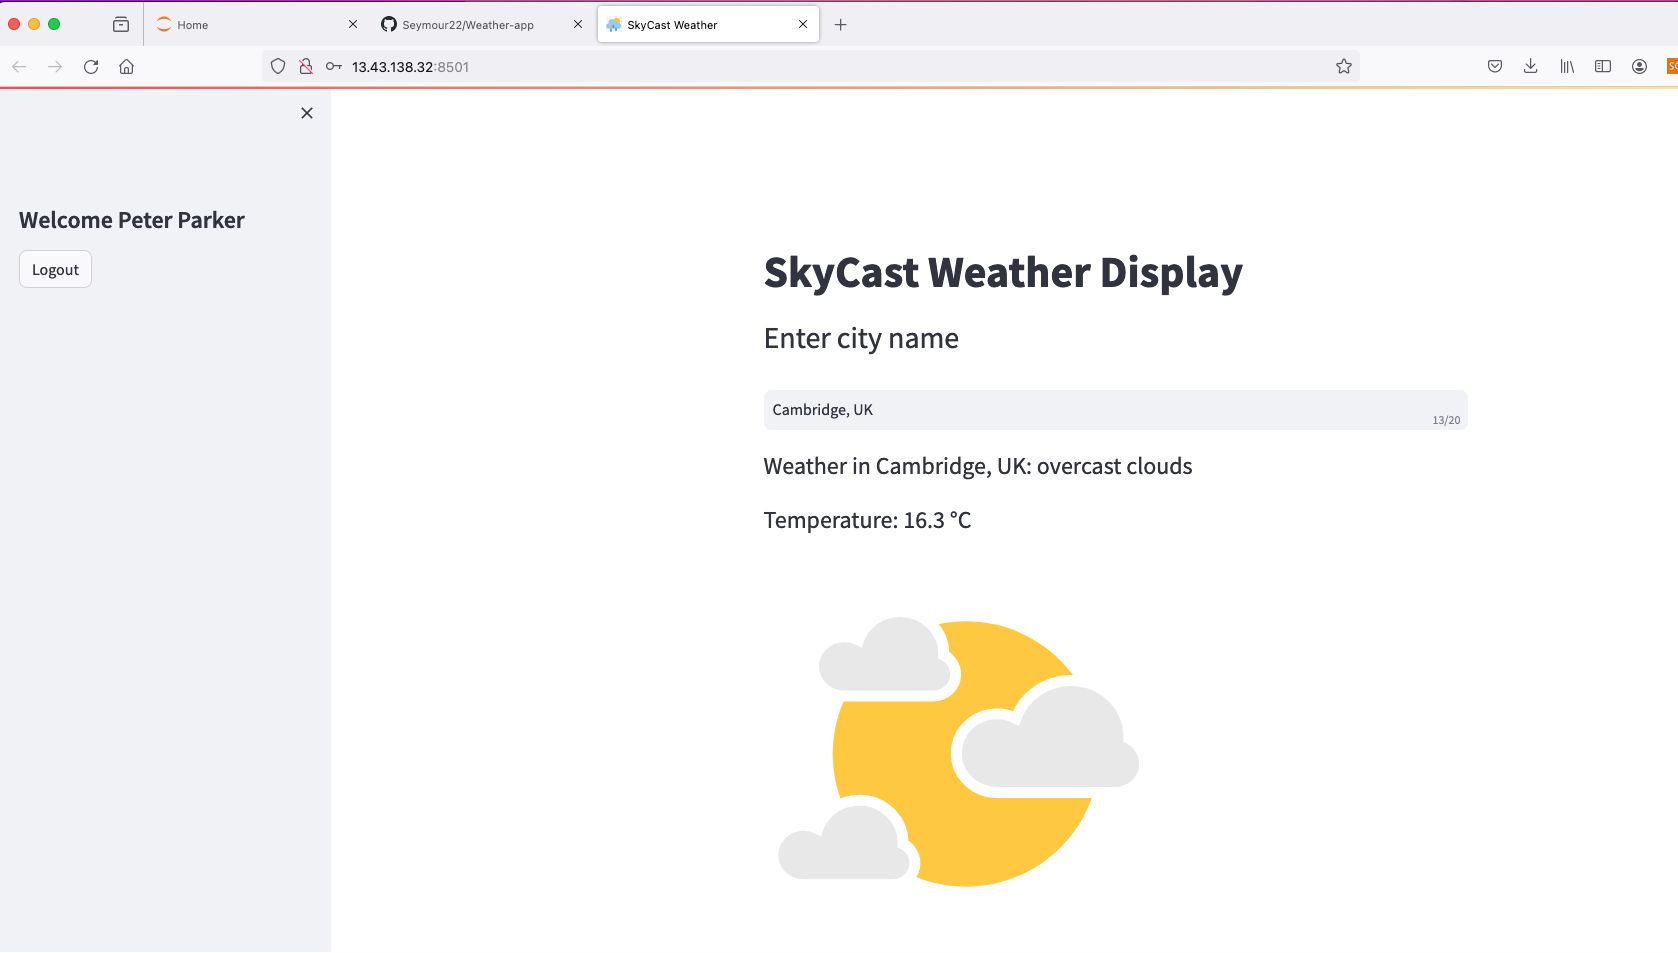 Home
Seymour22/Weather-app
SkyCast Weather
13.43.138.32:8501
Welcome Peter Parker
Logout
SkyCast Weather Display
Enter city name
Cambridge, UK
13/20
Weather in Cambridge, UK: overcast clouds
Temperature: 16.3 °C